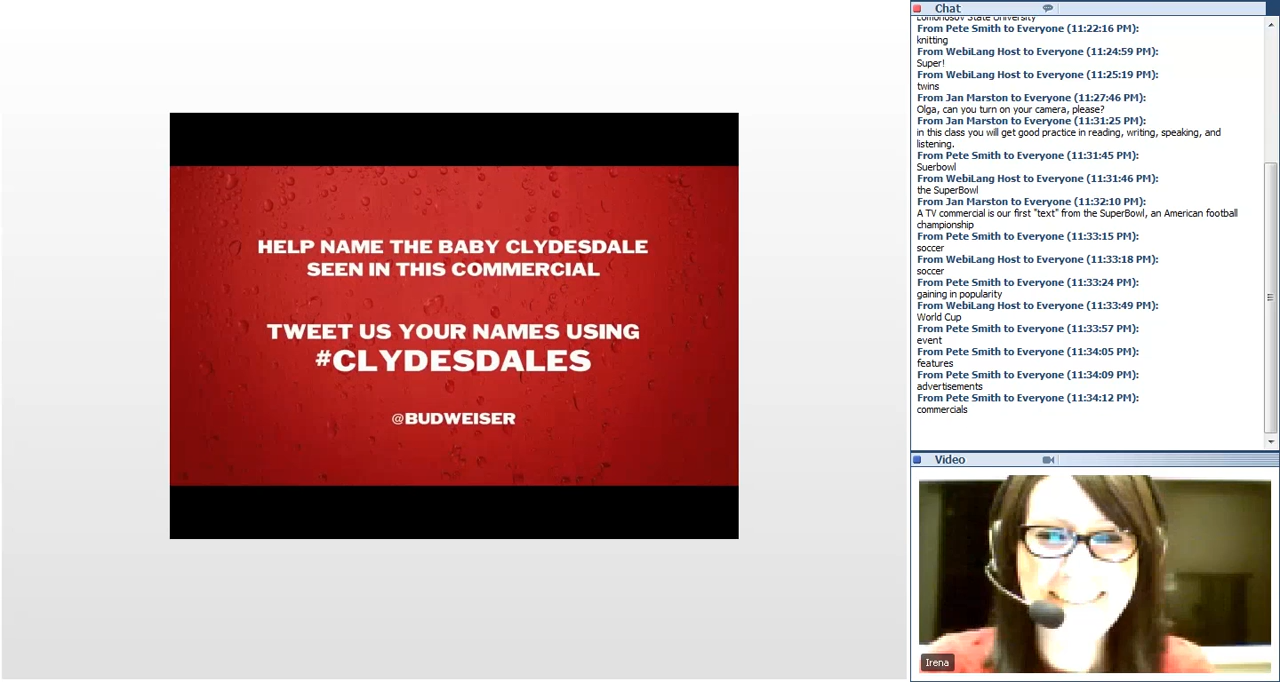 HELP NAME THE BABY CLYDESDALE
SEEN IN THIS COMMERCIAL
TWEET US YOUR NAMES USING
#CLYDESDALES
@BUDWEISER
Chat
Lomonosov State University
From Pete Smith to Everyone (11:22:16 PM):
knitting
From WebiLang Host to Everyone (11:24:59 PM):
Super!
From WebiLang Host to Everyone (11:25:19 PM):
twins
From Jan Marston to Everyone (11:27:46 PM):
Olga, can you turn on your camera, please?
From Jan Marston to Everyone (11:31:25 PM):
in this class you will get good practice in reading, writing, speaking, and
listening.
From Pete Smith to Everyone (11:31:45 PM):
Suerbowl
From WebiLang Host to Everyone (11:31:46 PM):
the SuperBowl
From Jan Marston to Everyone (11:32:10 PM):
A TV commercial is our first "text" from the SuperBowl, an American football
championship
From Pete Smith to Everyone (11:33:15 PM):
soccer
From WebiLang Host to Everyone (11:33:18 PM):
soccer
From Pete Smith to Everyone (11:33:24 PM):
gaining in popularity
From WebiLang Host to Everyone (11:33:49 PM):
World Cup
From Pete Smith to Everyone (11:33:57 PM):
event
From Pete Smith to Everyone (11:34:05 PM):
features
From Pete Smith to Everyone (11:34:09 PM):
advertisements
From Pete Smith to Everyone (11:34:12 PM):
commercials
Video
Irena